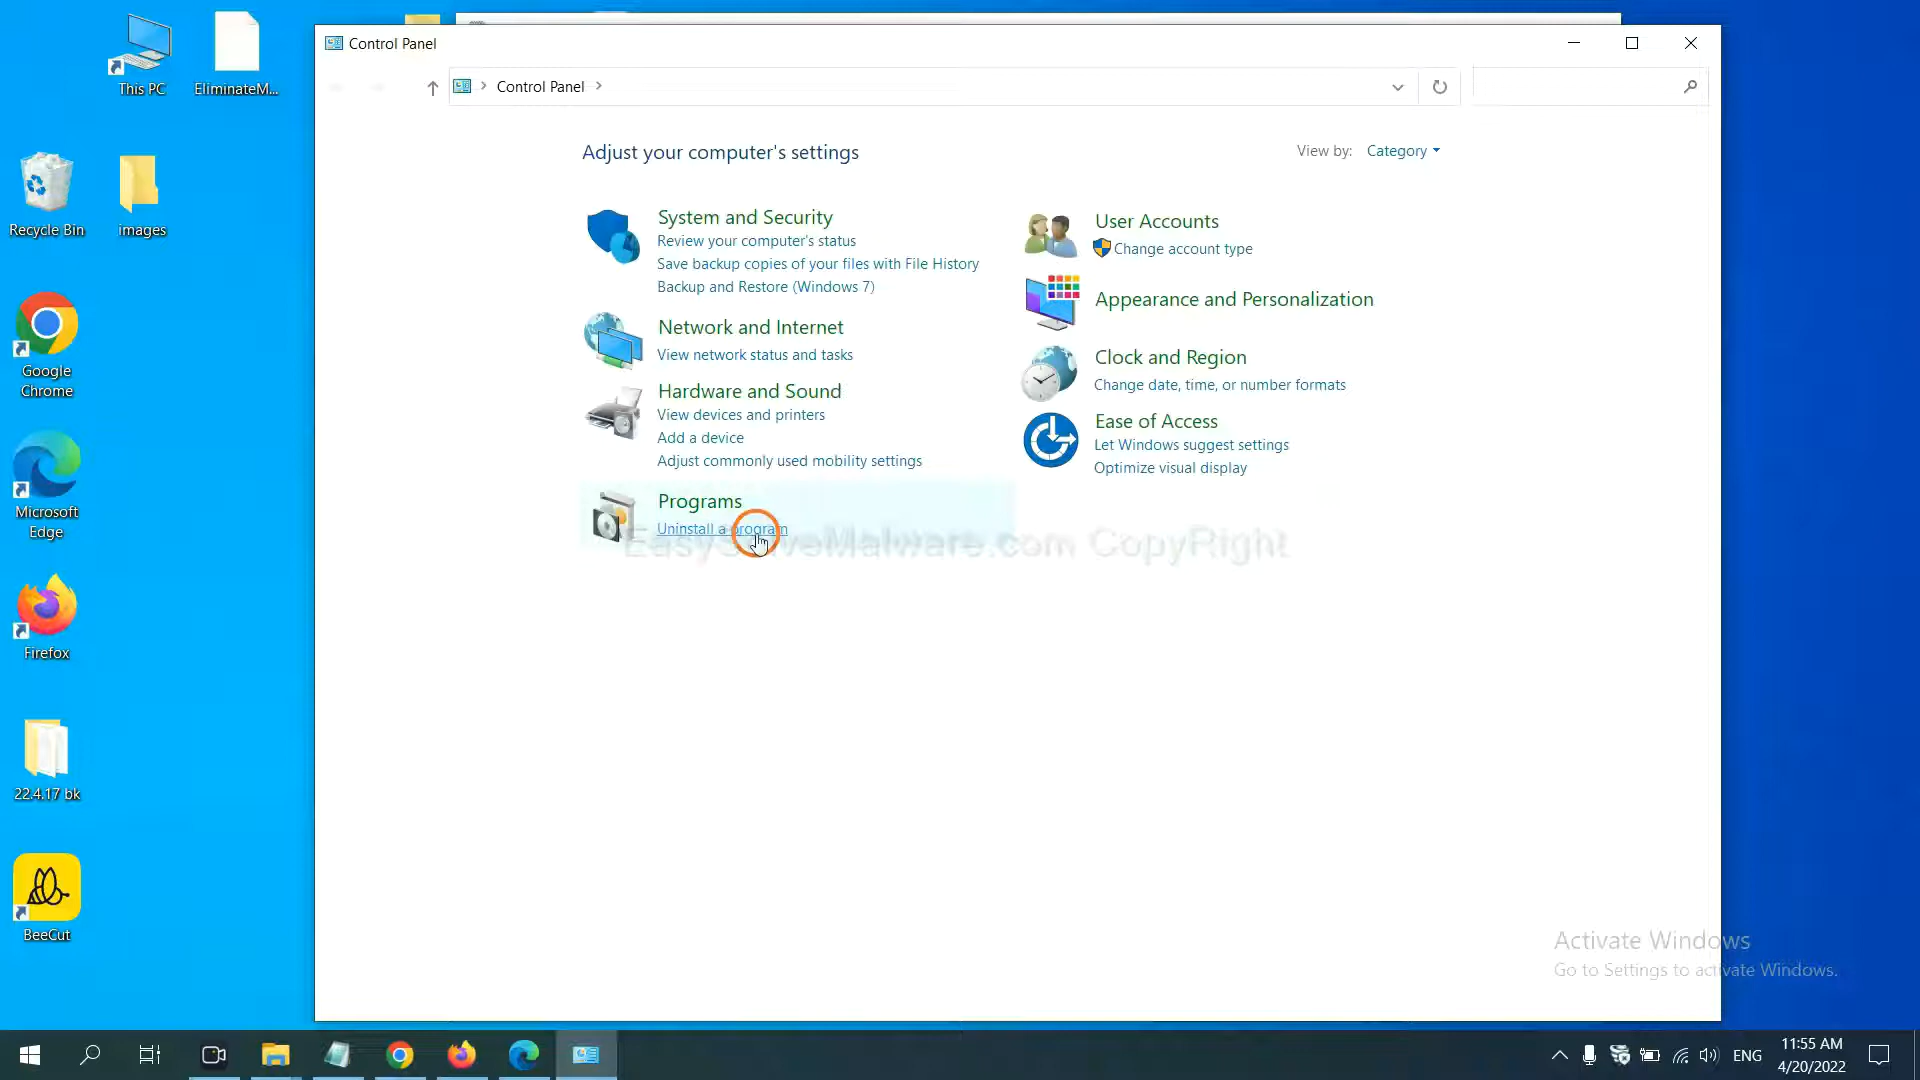 This PC
EliminateM...
Recycle Bin
images
Google
Chrome
Microsoft
Edge
Firefox
22.4.17 bk
BeeCut
Control Panel
Control Panel
Adjust your computer's settings
View by: Category
System and Security
Review your computer's status
Save backup copies of your files with File History
Backup and Restore (Windows 7)
Network and Internet
View network status and tasks
Hardware and Sound
View devices and printers
Add a device
Adjust commonly used mobility settings
Programs
Uninstall a program
User Accounts
Change account type
Appearance and Personalization
Clock and Region
Change date, time, or number formats
Ease of Access
Let Windows suggest settings
Optimize visual display
EasySolveMalware.com CopyRight
Activate Windows
Go to Settings to activate Windows.
ENG
11:55 AM
4/20/2022